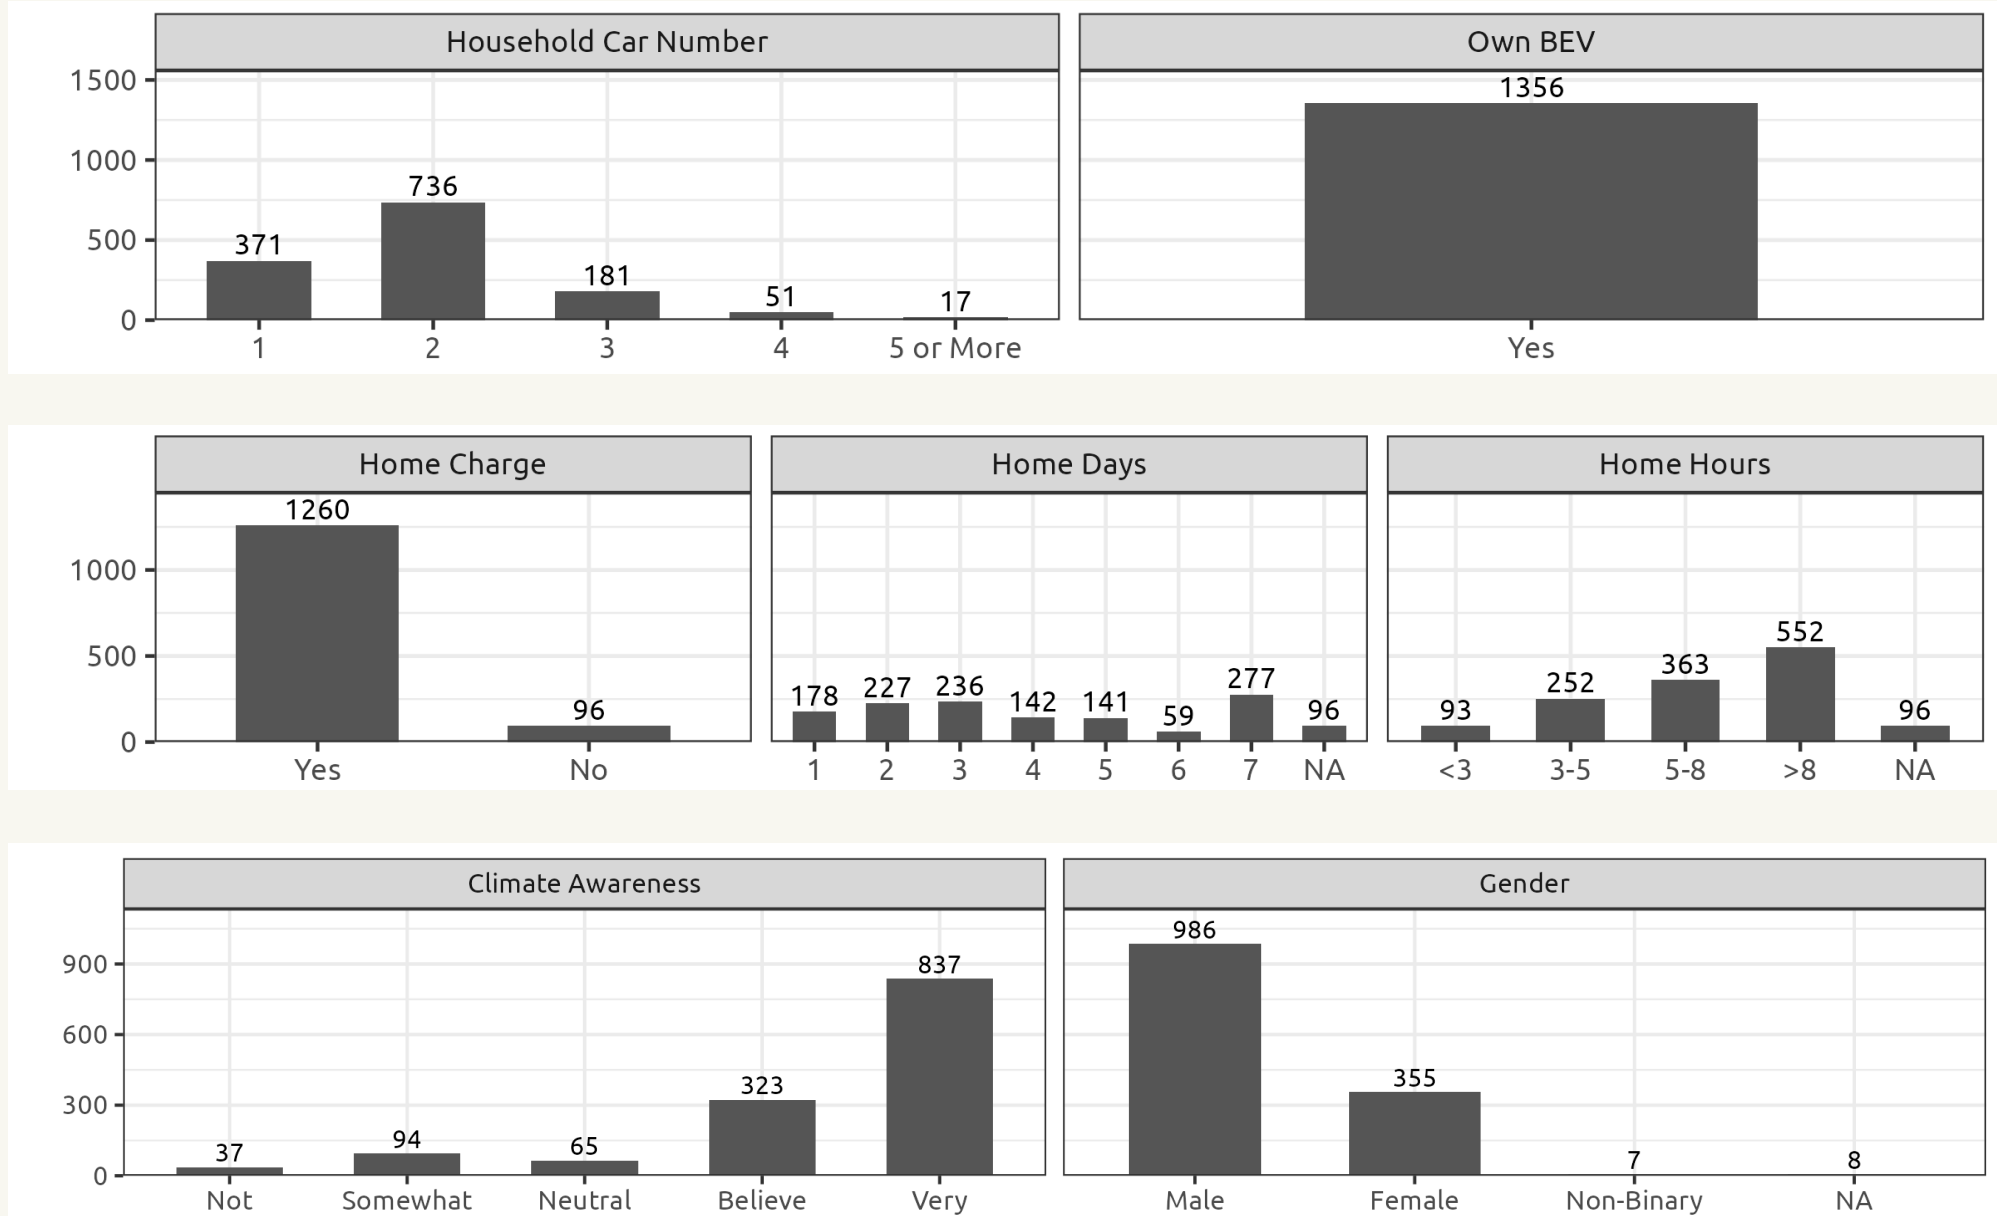 Household Car Number Own BEV
1500 1356
1000
736
500 371
181
51 17
0
1 2 3 4 5 or More Yes
Home Charge Home Days Home Hours
1260
1000
552
500
363
277
178 227 236 142 141 59 96
252
96 93 96
0
Yes No 1 2 3 4 5 6 7 NA <3 3-5 5-8 >8 NA
Climate Awareness Gender
986
900 837
600
323 355
300
37 94 65 7 8
0
Not Somewhat Neutral Believe Very Male Female Non-Binary NA